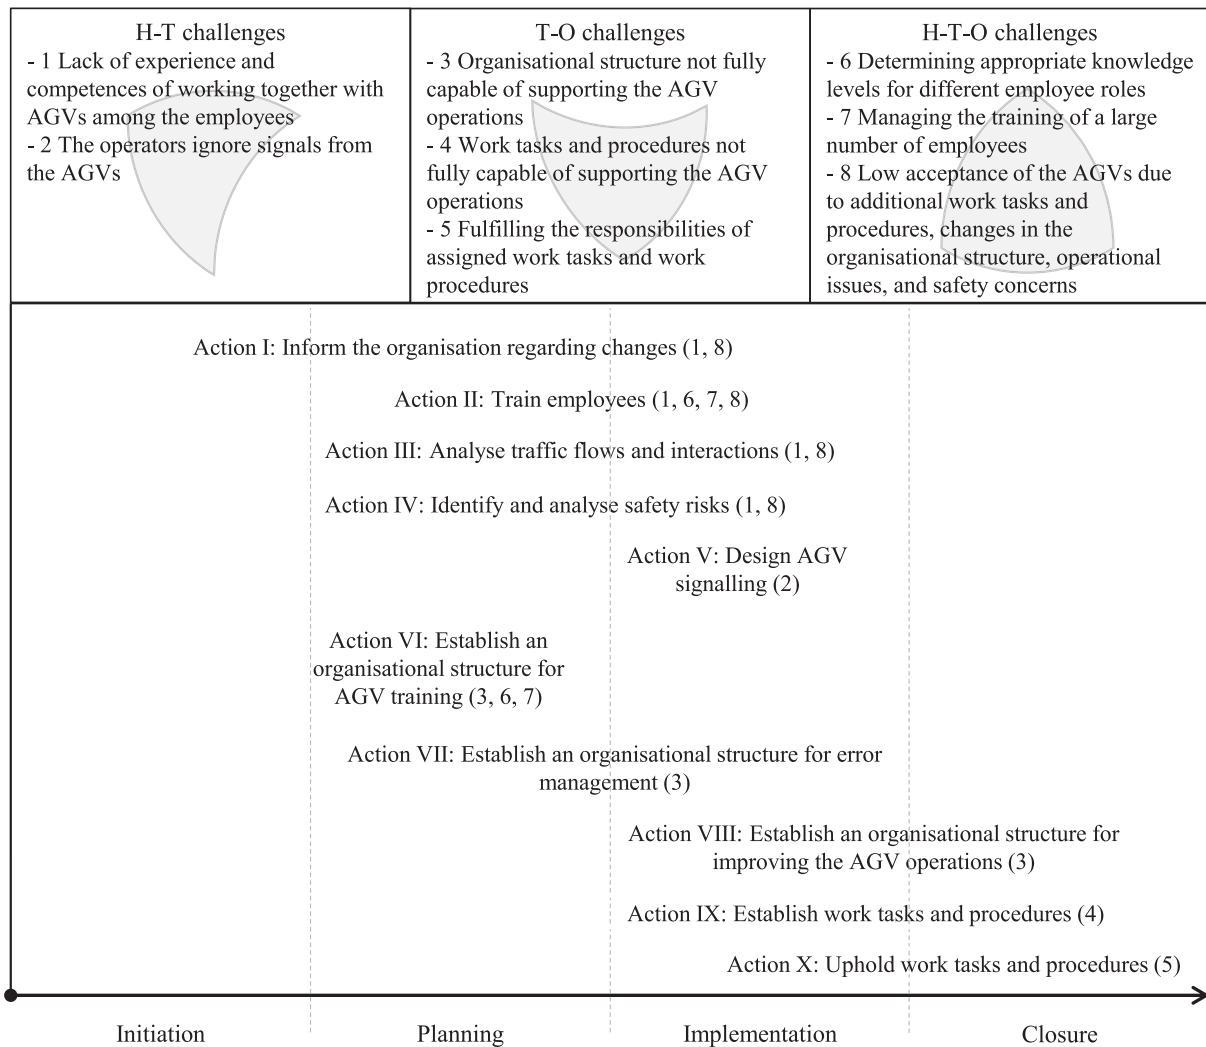 H-T challenges
- 1 Lack of experience and
competences of working together with
AGVs among the employees
- 2 The operators ignore signals from
the AGVs
T-O challenges
- 3 Organisational structure not fully
capable of supporting the AGV
operations
- 4 Work tasks and procedures not
fully capable of supporting the AGV
operations
- 5 Fulfilling the responsibilities of
assigned work tasks and work
procedures
H-T-O challenges
- 6 Determining appropriate knowledge
levels for different employee roles
- 7 Managing the training of a large
number of employees
- 8 Low acceptance of the AGVs due
to additional work tasks and
procedures, changes in the
organisational structure, operational
issues, and safety concerns
Action I: Inform the organisation regarding changes (1, 8)
Action II: Train employees (1, 6, 7, 8)
Action III: Analyse traffic flows and interactions (1, 8)
Action IV: Identify and analyse safety risks (1, 8)
Action V: Design AGV
signalling (2)
Action VI: Establish an
organisational structure for
AGV training (3, 6, 7)
Action VII: Establish an organisational structure for error
management (3)
Action VIII: Establish an organisational structure for
improving the AGV operations (3)
Action IX: Establish work tasks and procedures (4)
Action X: Uphold work tasks and procedures (5)
Initiation
Planning
Implementation
Closure